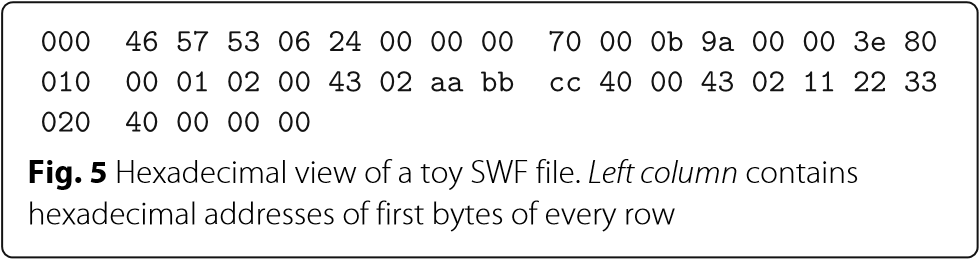 000 46 57 53 06 24 00 00 00 70 00 0b 9a 00 00 3e 80
010 00 01 02 00 43 02 aa bb cc 40 00 43 02 11 22 33
020 40 00 00 00
Fig. 5 Hexadecimal view of a toy SWF file. Left column contains
hexadecimal addresses of first bytes of every row